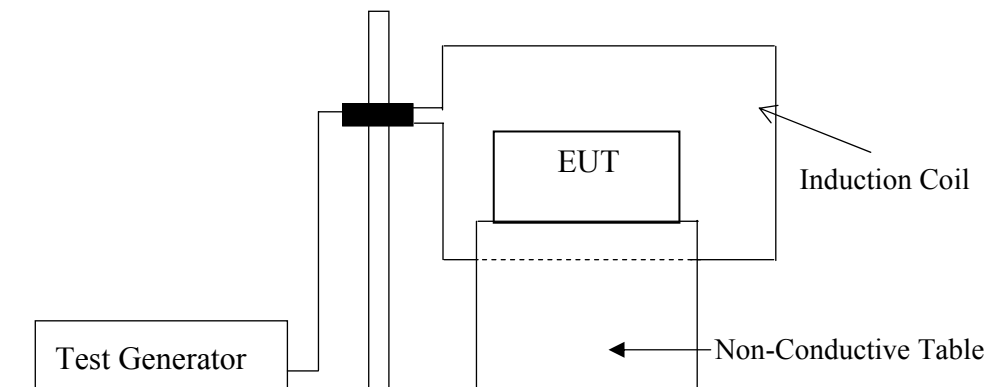 EUT
Induction Coil
Test Generator
Non-Conductive Table